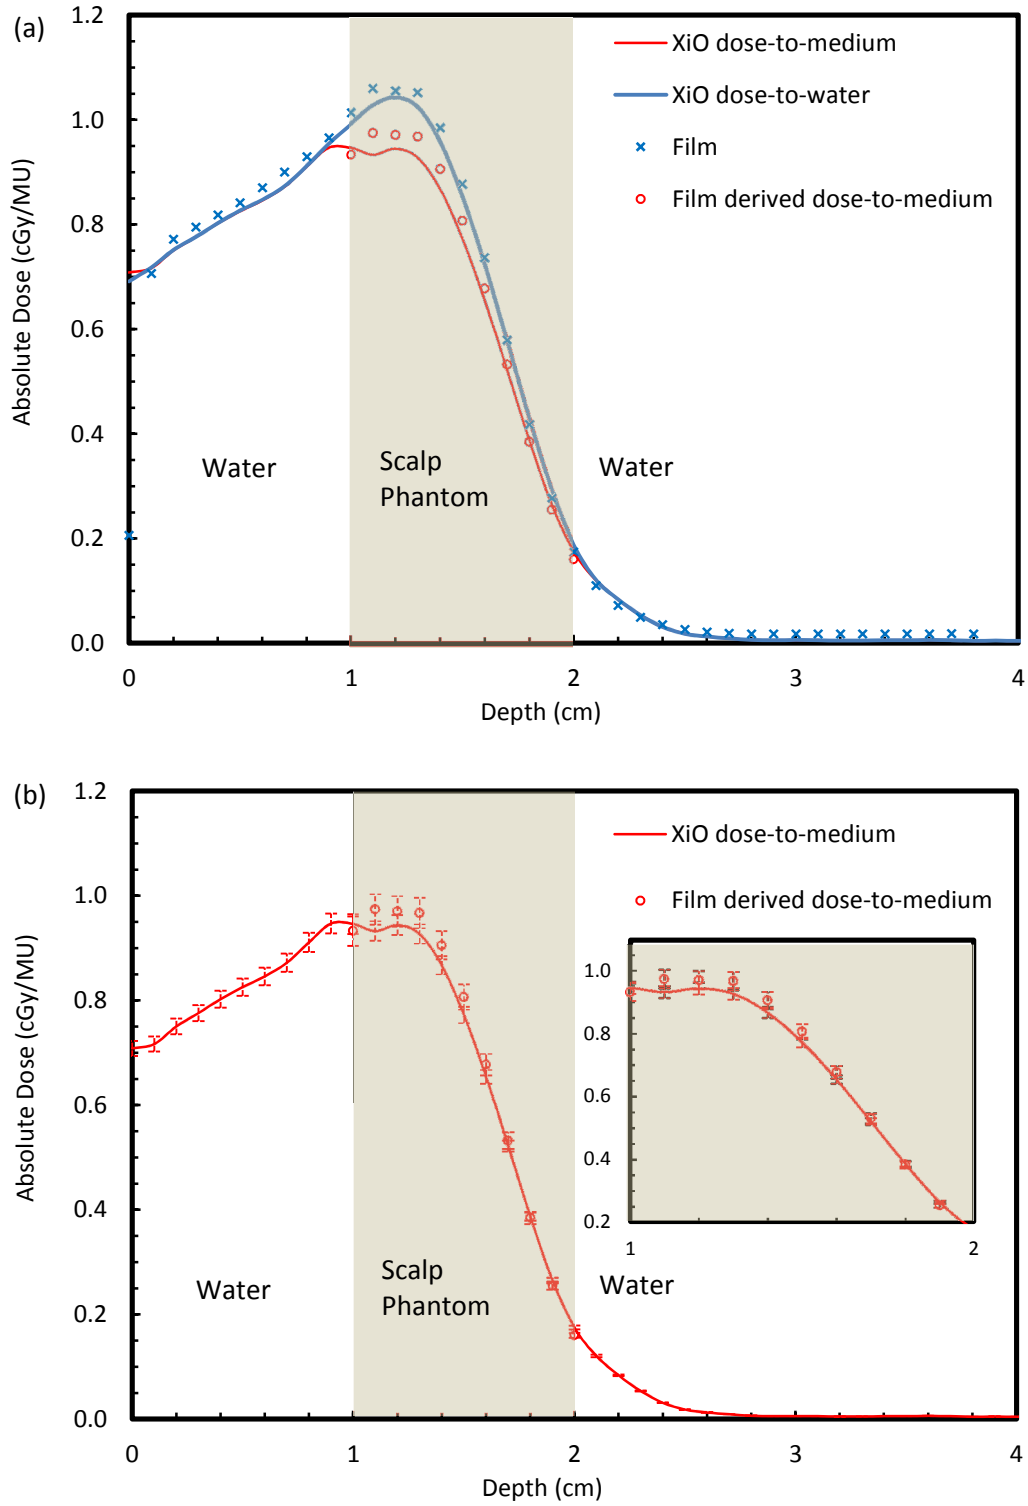 (a)
1.2
1.0
0.8
0.6
0.4
0.2
0.0
Absolute Dose (cGy/MU)
XiO dose-to-medium
XiO dose-to-water
Film
Film derived dose-to-medium
Water
Scalp
Phantom
Water
0 1 2 3 4
Depth (cm)
(b)
1.2
1.0
0.8
0.6
0.4
0.2
0.0
Absolute Dose (cGy/MU)
XiO dose-to-medium
Film derived dose-to-medium
1.0
0.8
0.6
0.4
0.2
1 2
Water
Scalp
Phantom
Water
0 1 2 3 4
Depth (cm)